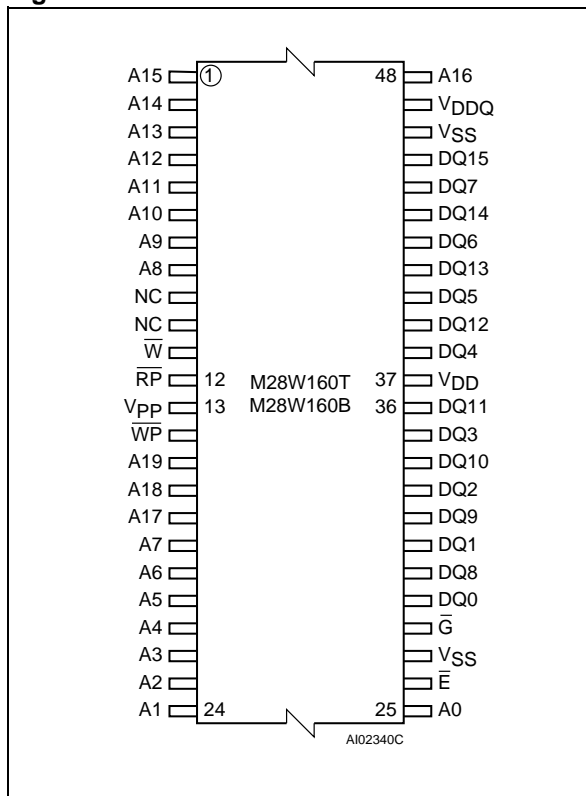 A15 1 48 A16
A14 VDDQ
A13 VSS
A12 DQ15
A11 DQ7
A10 DQ14
A9 DQ6
A8 DQ13
NC DQ5
NC DQ12
W̅ DQ4
R̅P̅ 12 M28W160T 37 VDD
VPP 13 M28W160B 36 DQ11
W̅P̅ DQ3
A19 DQ10
A18 DQ2
A17 DQ9
A7 DQ1
A6 DQ8
A5 DQ0
A4 G̅
A3 VSS
A2 E̅
A1 24 25 A0
AI02340C